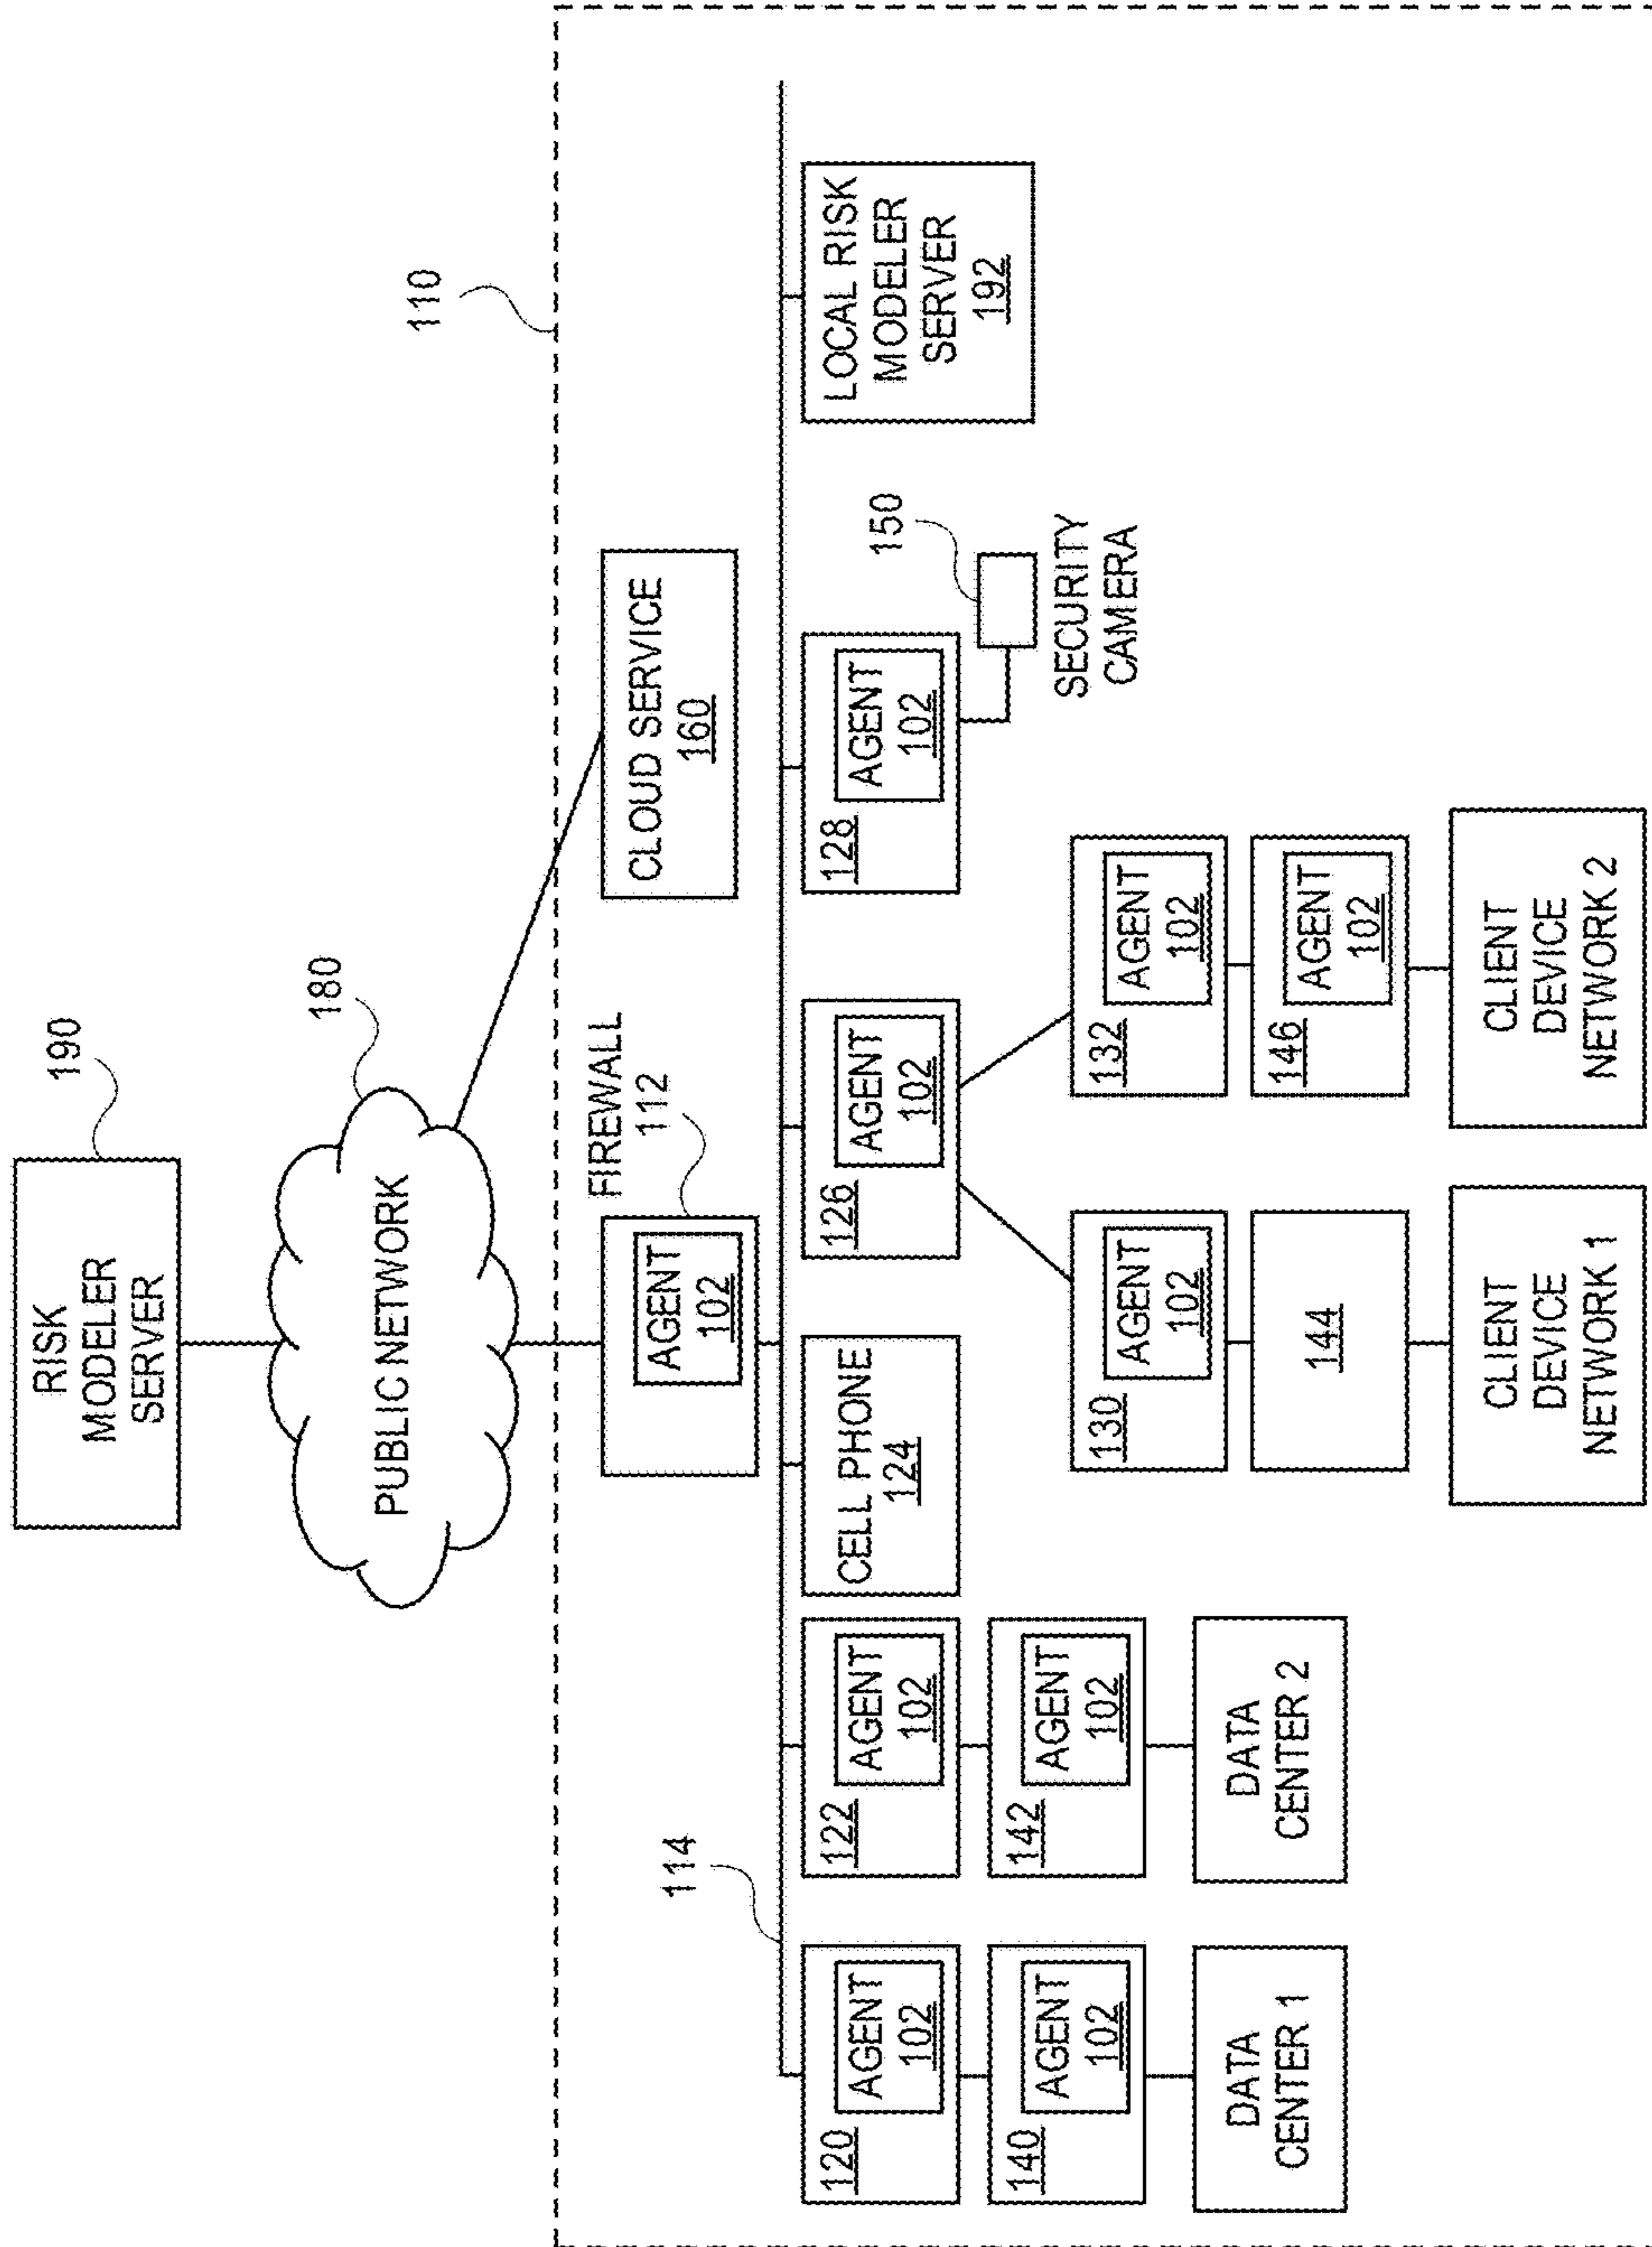 RISK
MODELER
SERVER
190
PUBLIC NETWORK
180
110
FIREWALL
112
AGENT
102
CLOUD SERVICE
160
114
120
AGENT
102
122
AGENT
102
CELL PHONE
124
126
AGENT
102
128
AGENT
102
LOCAL RISK
MODELER
SERVER
192
150
SECURITY
CAMERA
140
AGENT
102
142
AGENT
102
130
AGENT
102
132
AGENT
102
144
146
AGENT
102
DATA
CENTER 1
DATA
CENTER 2
CLIENT
DEVICE
NETWORK 1
CLIENT
DEVICE
NETWORK 2